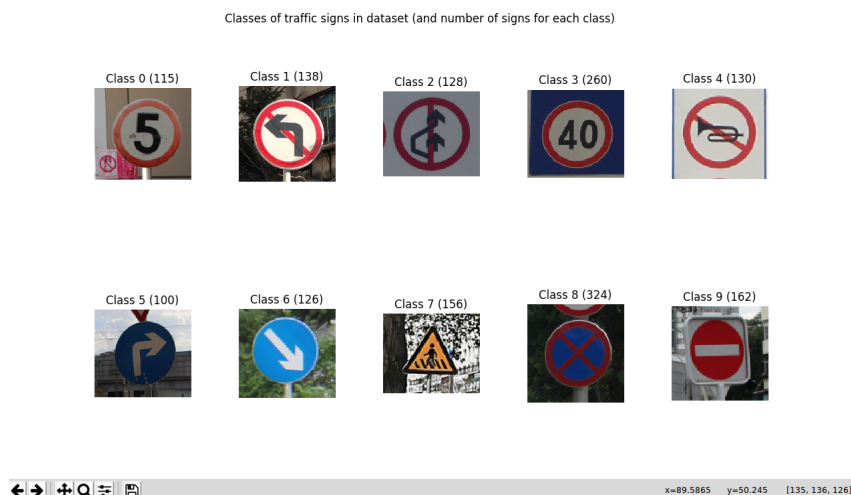 Classes of traffic signs in dataset (and number of signs for each class)
Class 0 (115)
Class 1 (138)
Class 2 (128)
Class 3 (260)
Class 4 (130)
5
40
Class 5 (100)
Class 6 (126)
Class 7 (156)
Class 8 (324)
Class 9 (162)
x=89.5865 y=50.245 [135, 136, 126]